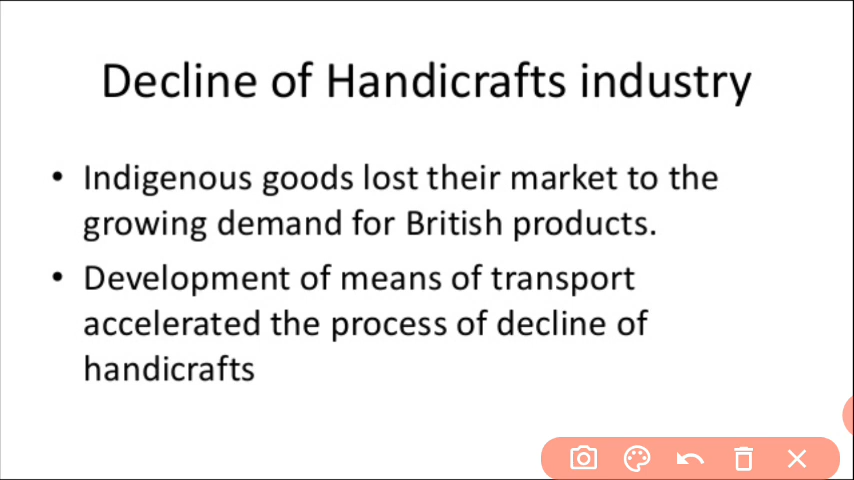 Decline of Handicrafts industry
• Indigenous goods lost their market to the
growing demand for British products.
• Development of means of transport
accelerated the process of decline of
handicrafts